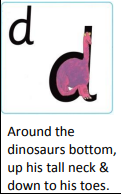 d
d
Around the
dinosaurs bottom,
up his tall neck &
down to his toes.